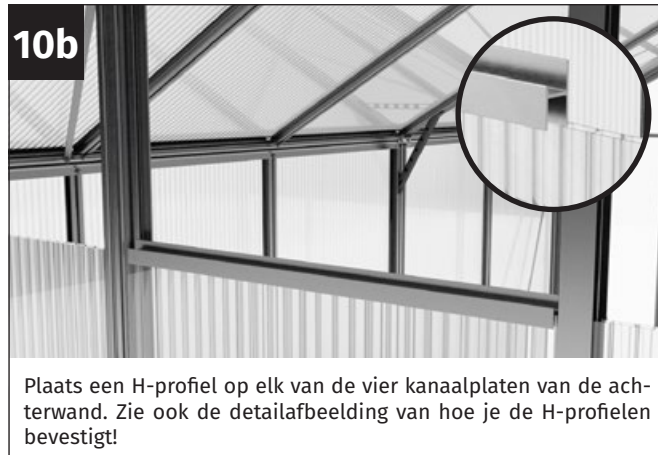 10b
Plaats een H-profiel op elk van de vier kanaalplaten van de ach-
terwand. Zie ook de detailafbeelding van hoe je de H-profielen
bevestigt!